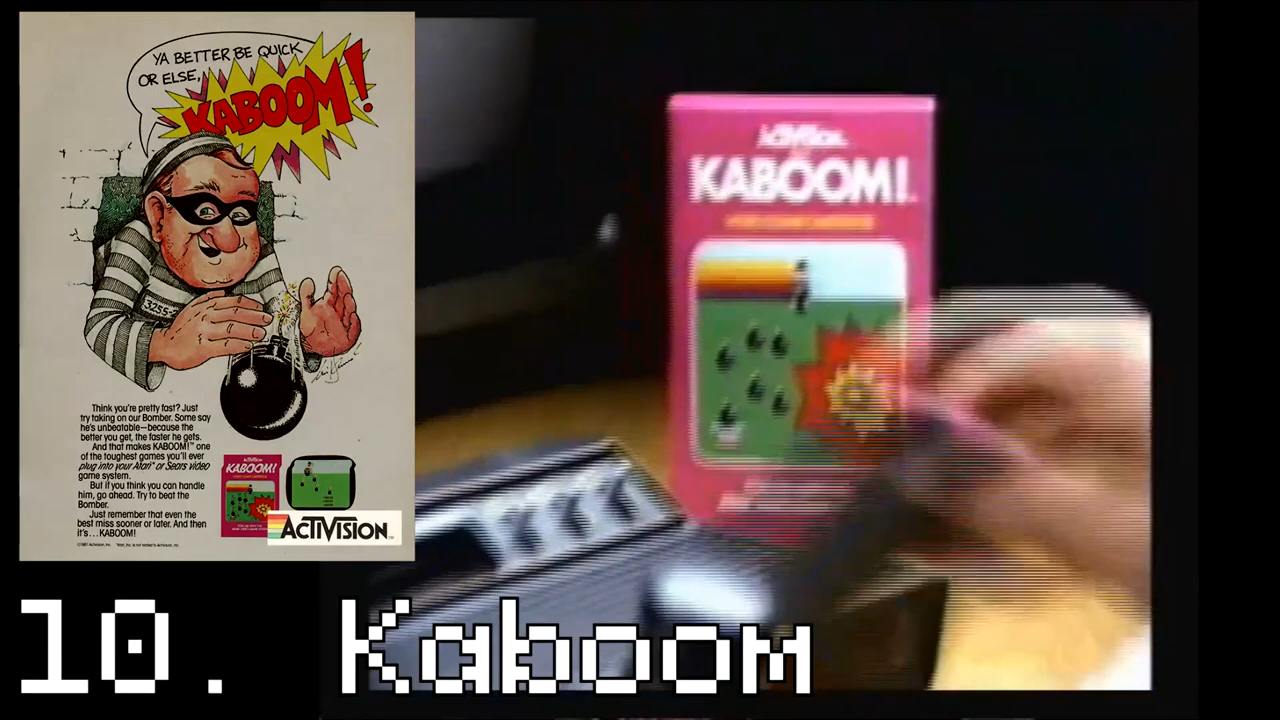 YA BETTER BE QUICK
OR ELSE,
KABOOM!
3255
Think you're pretty fast? Just
try taking on our Bomber. Some say
he's unbeatable—because the
better you get, the faster he gets.
And that makes KABOOM!™ one
of the toughest games you'll ever
plug into your Atari® or Sears video
game system.
But if you think you can handle
him, go ahead. Try to beat the
Bomber.
Just remember that even the
best miss sooner or later. And then
it's...KABOOM!
ACTIVISION
KABOOM!
ACTIVISION
KABOOM!
10. Kaboom